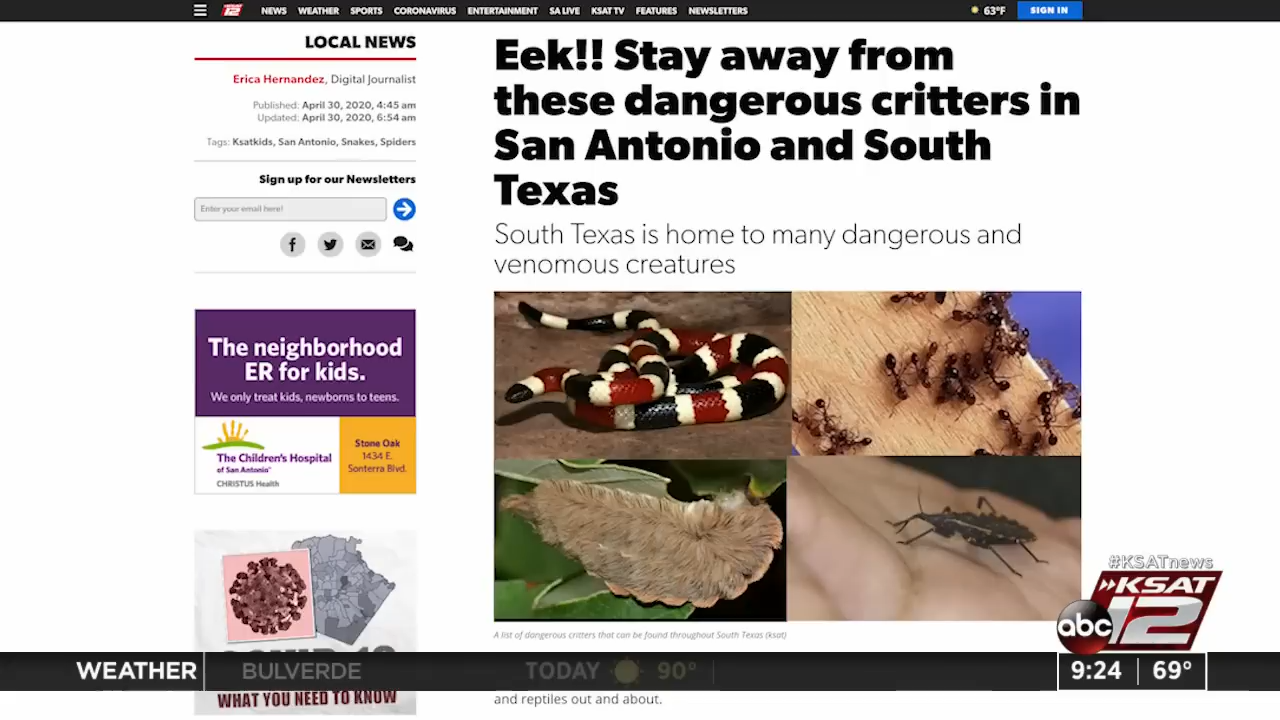 12
NEWS WEATHER SPORTS CORONAVIRUS ENTERTAINMENT SA LIVE KSAT TV FEATURES NEWSLETTERS
63°F
SIGN IN
LOCAL NEWS
Erica Hernandez, Digital Journalist
Published: April 30, 2020, 4:45 am
Updated: April 30, 2020, 6:54 am
Tags: Ksatkids, San Antonio, Snakes, Spiders
Sign up for our Newsletters
Enter your email here!
The neighborhood
ER for kids.
We only treat kids, newborns to teens.
The Children's Hospital
of San Antonio™
CHRISTUS Health
Stone Oak
1434 E.
Sonterra Blvd.
WHAT YOU NEED TO KNOW
Eek!! Stay away from
these dangerous critters in
San Antonio and South
Texas
South Texas is home to many dangerous and
venomous creatures
A list of dangerous critters that can be found throughout South Texas (ksat)
and reptiles out and about.
#KSATnews
KSAT
abc 12
WEATHER BULVERDE TODAY 90°
9:24 69°